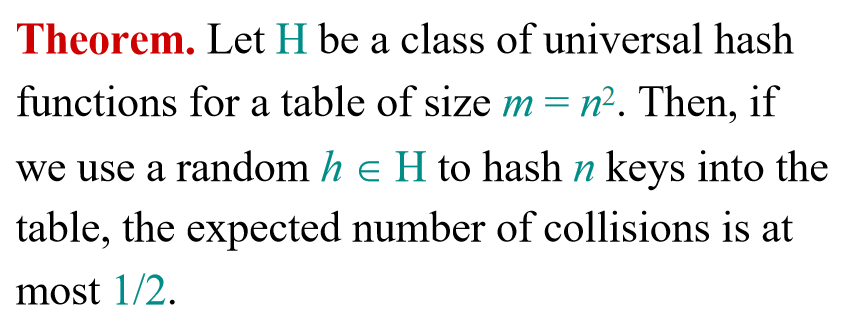 Theorem. Let H be a class of universal hash
functions for a table of size m = n². Then, if
we use a random h ∈ H to hash n keys into the
table, the expected number of collisions is at
most 1/2.